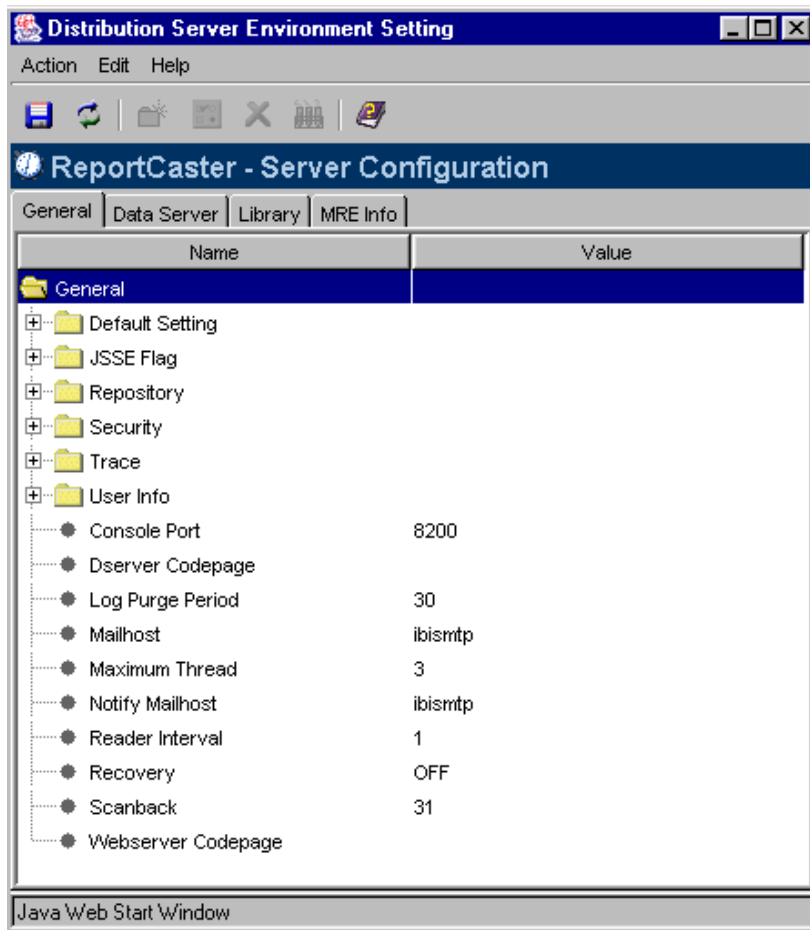 Distribution Server Environment Setting
Action Edit Help
ReportCaster - Server Configuration
General Data Server Library MRE Info
Name Value
General
Default Setting
JSSE Flag
Repository
Security
Trace
User Info
Console Port 8200
Dserver Codepage
Log Purge Period 30
Mailhost ibismtp
Maximum Thread 3
Notify Mailhost ibismtp
Reader Interval 1
Recovery OFF
Scanback 31
Webserver Codepage
Java Web Start Window